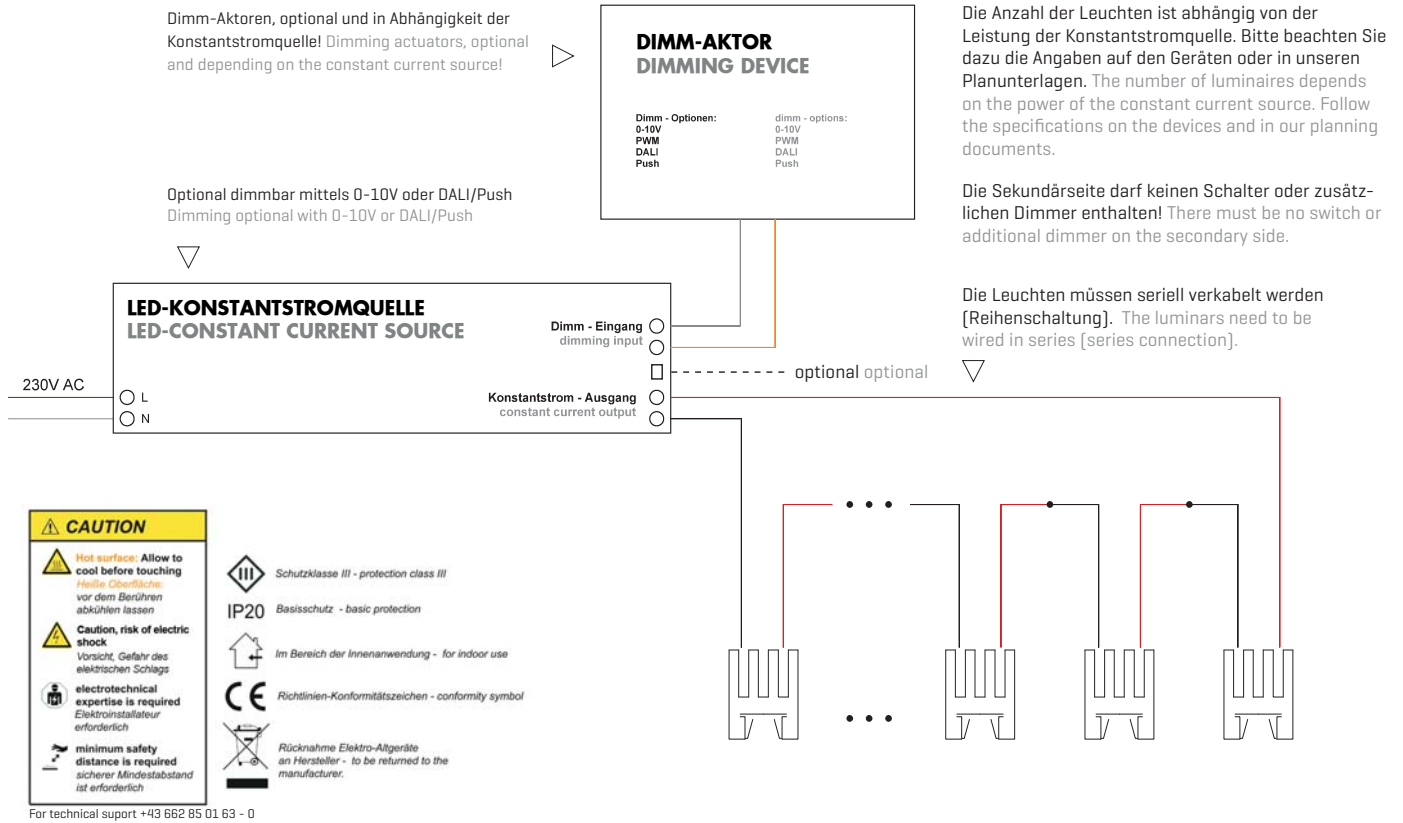 Dimm-Aktoren, optional und in Abhängigkeit der
Konstantstromquelle! Dimming actuators, optional
and depending on the constant current source!
DIMM-AKTOR
DIMMING DEVICE
Dimm - Optionen:
0-10V
PWM
DALI
Push
dimm - options:
0-10V
PWM
DALI
Push
Die Anzahl der Leuchten ist abhängig von der
Leistung der Konstantstromquelle. Bitte beachten Sie
dazu die Angaben auf den Geräten oder in unseren
Planunterlagen. The number of luminaires depends
on the power of the constant current source. Follow
the specifications on the devices and in our planning
documents.
Die Sekundärseite darf keinen Schalter oder zusätz-
lichen Dimmer enthalten! There must be no switch or
additional dimmer on the secondary side.
Die Leuchten müssen seriell verkabelt werden
(Reihenschaltung). The luminars need to be
wired in series (series connection).
Optional dimmbar mittels 0-10V oder DALI/Push
Dimming optional with 0-10V or DALI/Push
LED-KONSTANTSTROMQUELLE
LED-CONSTANT CURRENT SOURCE
Dimm - Eingang
dimming input
optional optional
230V AC
L
N
Konstantstrom - Ausgang
constant current output
CAUTION
Hot surface: Allow to
cool before touching
Heiße Oberfläche:
vor dem Berühren
abkühlen lassen
Caution, risk of electric
shock
Vorsicht, Gefahr des
elektrischen Schlags
electrotechnical
expertise is required
Elektroinstallateur
erforderlich
minimum safety
distance is required
sicherer Mindestabstand
ist erforderlich
III
Schutzklasse III - protection class III
IP20 Basisschutz - basic protection
Im Bereich der Innenanwendung - for indoor use
CE Richtlinien-Konformitätszeichen - conformity symbol
Rücknahme Elektro-Altgeräte
an Hersteller - to be returned to the
manufacturer.
For technical suport +43 662 85 01 63 - 0